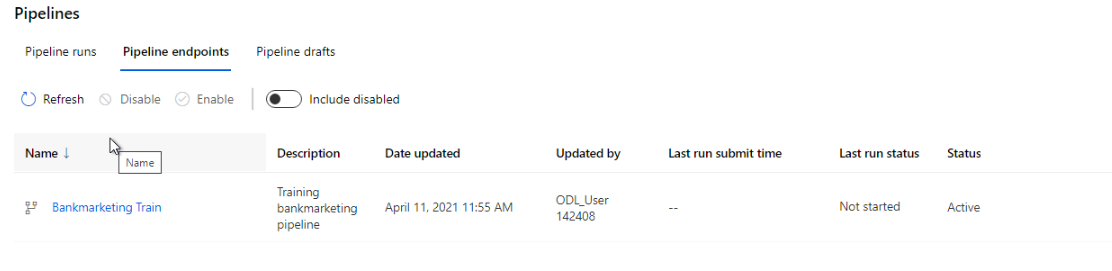 Pipelines
Pipeline runs Pipeline endpoints Pipeline drafts
Refresh Disable Enable Include disabled
Name ↓ Description Date updated Updated by Last run submit time Last run status Status
Name
Training
bankmarketing
pipeline
Bankmarketing Train April 11, 2021 11:55 AM ODL_User
142408
-- Not started Active